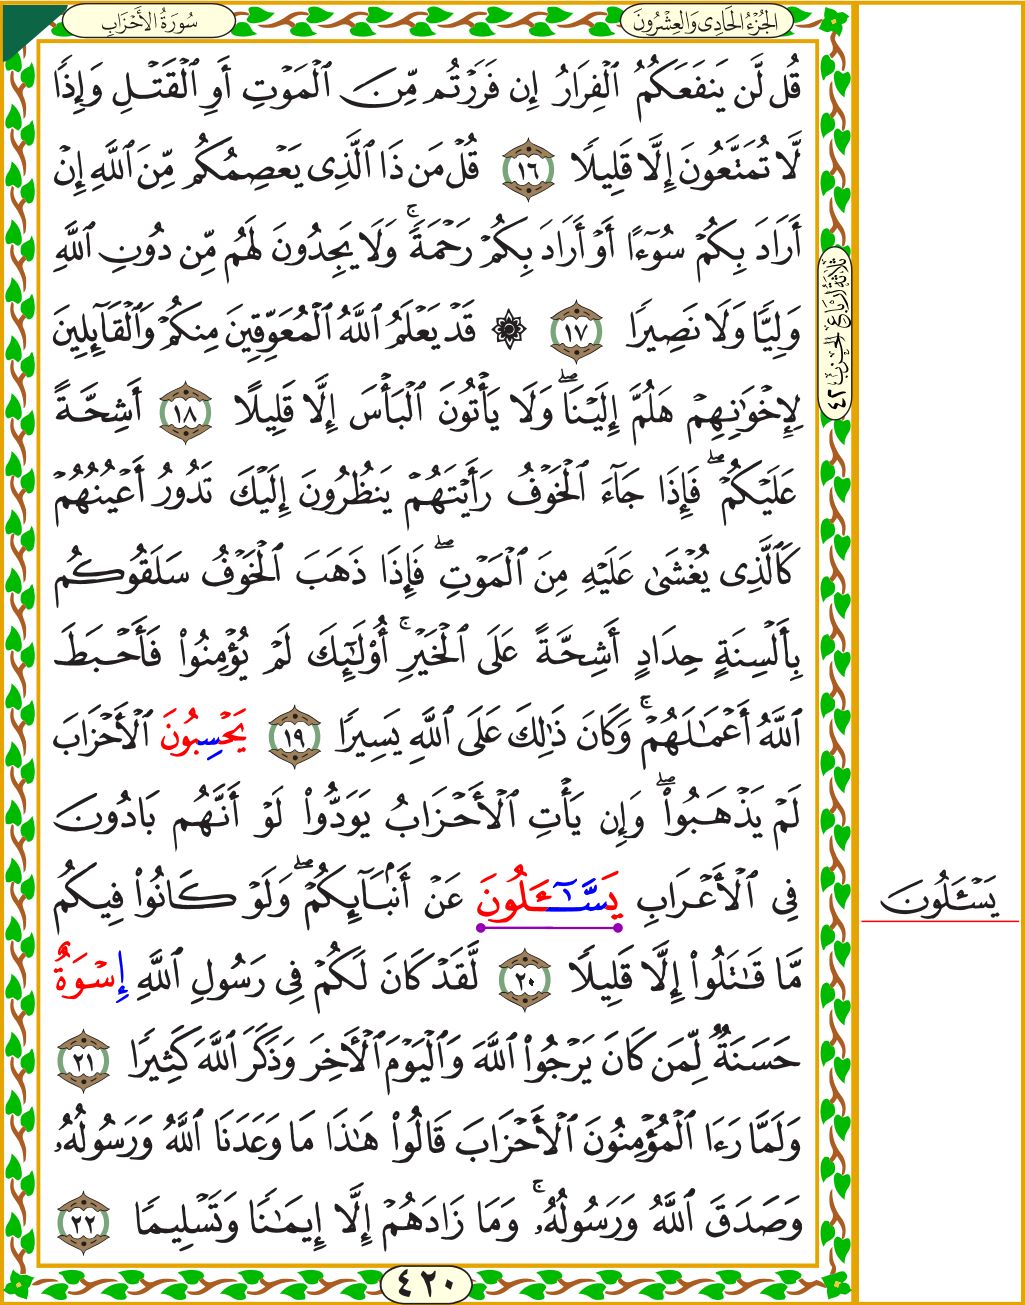 سُورَةُ الأَحْزَابِ
الجُزْءُ الحَادِى وَالعِشْرُونَ
قُل لَّن يَنفَعَكُمُ ٱلْفِرَارُ إِن فَرَرْتُم مِّنَ ٱلْمَوْتِ أَوِ ٱلْقَتْلِ وَإِذًا
لَّا تُمَتَّعُونَ إِلَّا قَلِيلًا ١٦ قُلْ مَن ذَا ٱلَّذِى يَعْصِمُكُم مِّنَ ٱللَّهِ إِنْ
أَرَادَ بِكُمْ سُوٓءًا أَوْ أَرَادَ بِكُمْ رَحْمَةً ۚ وَلَا يَجِدُونَ لَهُم مِّن دُونِ ٱللَّهِ
وَلِيًّا وَلَا نَصِيرًا ١٧ ۞ قَدْ يَعْلَمُ ٱللَّهُ ٱلْمُعَوِّقِينَ مِنكُمْ وَٱلْقَآئِلِينَ
لِإِخْوَٰنِهِمْ هَلُمَّ إِلَيْنَا ۖ وَلَا يَأْتُونَ ٱلْبَأْسَ إِلَّا قَلِيلًا ١٨ أَشِحَّةً
عَلَيْكُمْ ۖ فَإِذَا جَآءَ ٱلْخَوْفُ رَأَيْتَهُمْ يَنظُرُونَ إِلَيْكَ تَدُورُ أَعْيُنُهُمْ
كَٱلَّذِى يُغْشَىٰ عَلَيْهِ مِنَ ٱلْمَوْتِ ۖ فَإِذَا ذَهَبَ ٱلْخَوْفُ سَلَقُوكُم
بِأَلْسِنَةٍ حِدَادٍ أَشِحَّةً عَلَى ٱلْخَيْرِ ۚ أُو۟لَٰٓئِكَ لَمْ يُؤْمِنُوا۟ فَأَحْبَطَ
ٱللَّهُ أَعْمَٰلَهُمْ ۚ وَكَانَ ذَٰلِكَ عَلَى ٱللَّهِ يَسِيرًا ١٩ يَحْسِبُونَ ٱلْأَحْزَابَ
لَمْ يَذْهَبُوا۟ ۖ وَإِن يَأْتِ ٱلْأَحْزَابُ يَوَدُّوا۟ لَوْ أَنَّهُم بَادُونَ
فِى ٱلْأَعْرَابِ يَسَّٰٓـَٔلُونَ عَنْ أَنۢبَآئِكُمْ ۖ وَلَوْ كَانُوا۟ فِيكُم
مَّا قَٰتَلُوٓا۟ إِلَّا قَلِيلًا ٢٠ لَّقَدْ كَانَ لَكُمْ فِى رَسُولِ ٱللَّهِ إِسْوَةٌ
حَسَنَةٌ لِّمَن كَانَ يَرْجُوا۟ ٱللَّهَ وَٱلْيَوْمَ ٱلْءَاخِرَ وَذَكَرَ ٱللَّهَ كَثِيرًا ٢١
وَلَمَّا رَءَا ٱلْمُؤْمِنُونَ ٱلْأَحْزَابَ قَالُوا۟ هَٰذَا مَا وَعَدَنَا ٱللَّهُ وَرَسُولُهُۥ
وَصَدَقَ ٱللَّهُ وَرَسُولُهُۥ ۚ وَمَا زَادَهُمْ إِلَّا إِيمَٰنًا وَتَسْلِيمًا ٢٢
يَسْـَٔلُونَ
ثَلَاثَةُ أَرْبَاعِ الحِزْبِ ٤٢
٤٢٠